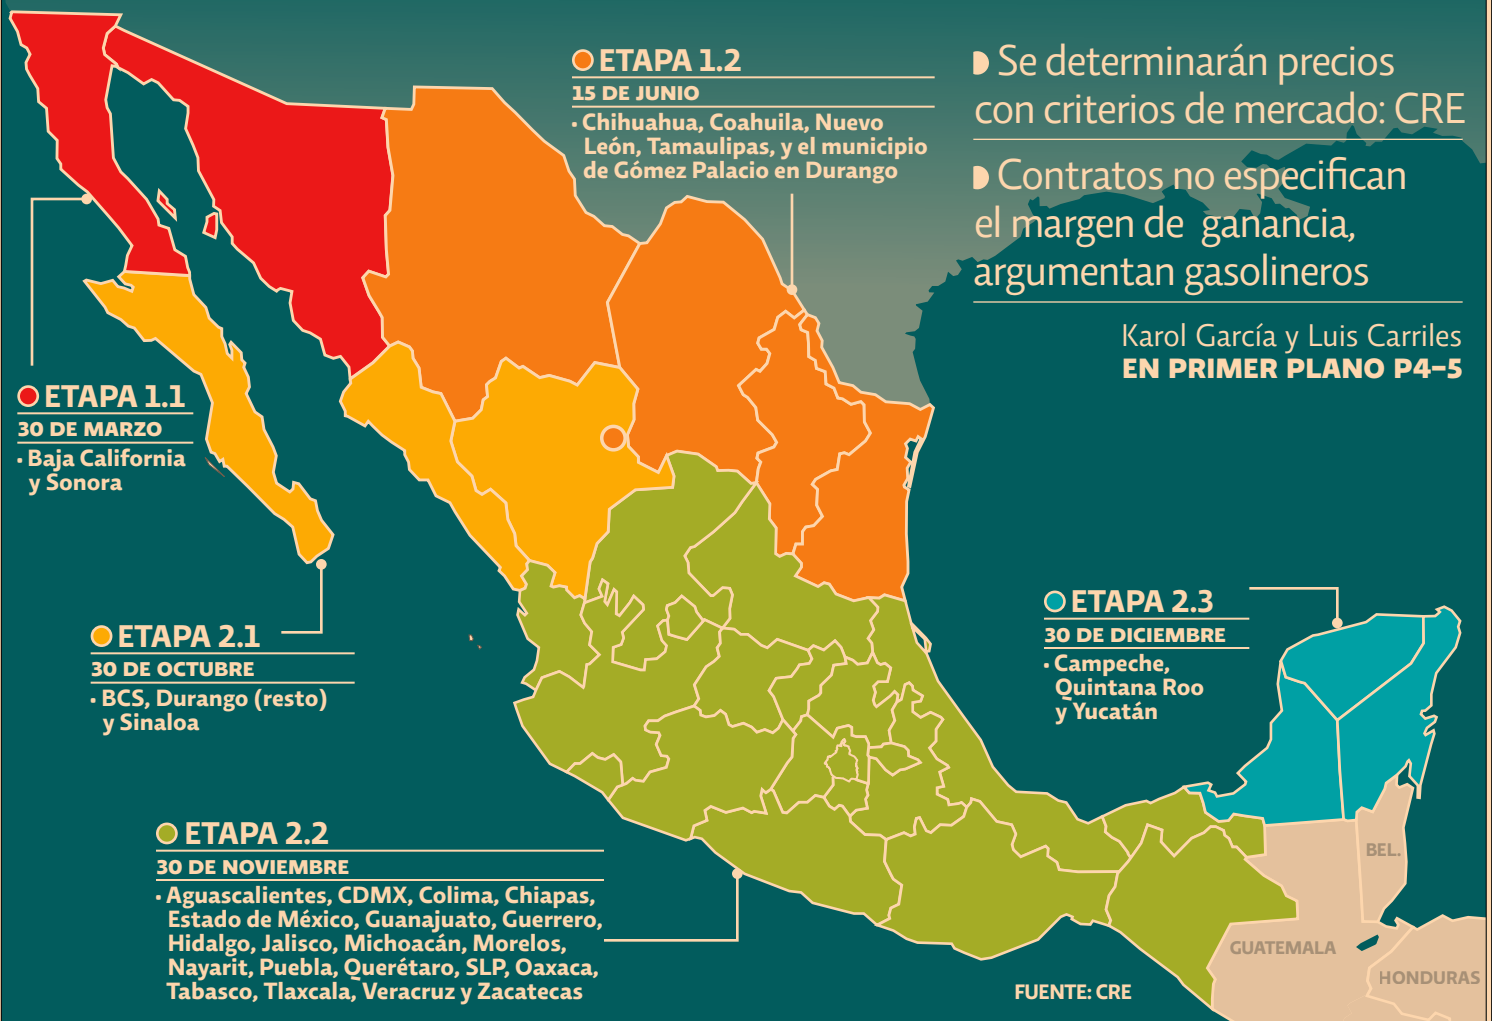 ETAPA 1.2
15 DE JUNIO
• Chihuahua, Coahuila, Nuevo
León, Tamaulipas, y el municipio
de Gómez Palacio en Durango
Se determinarán precios
con criterios de mercado: CRE
Contratos no especifican
el margen de ganancia,
argumentan gasolineros
Karol García y Luis Carriles
EN PRIMER PLANO P4–5
ETAPA 1.1
30 DE MARZO
• Baja California
y Sonora
ETAPA 2.1
30 DE OCTUBRE
• BCS, Durango (resto)
y Sinaloa
ETAPA 2.3
30 DE DICIEMBRE
• Campeche,
Quintana Roo
y Yucatán
ETAPA 2.2
30 DE NOVIEMBRE
• Aguascalientes, CDMX, Colima, Chiapas,
Estado de México, Guanajuato, Guerrero,
Hidalgo, Jalisco, Michoacán, Morelos,
Nayarit, Puebla, Querétaro, SLP, Oaxaca,
Tabasco, Tlaxcala, Veracruz y Zacatecas
BEL.
GUATEMALA
HONDURAS
FUENTE: CRE